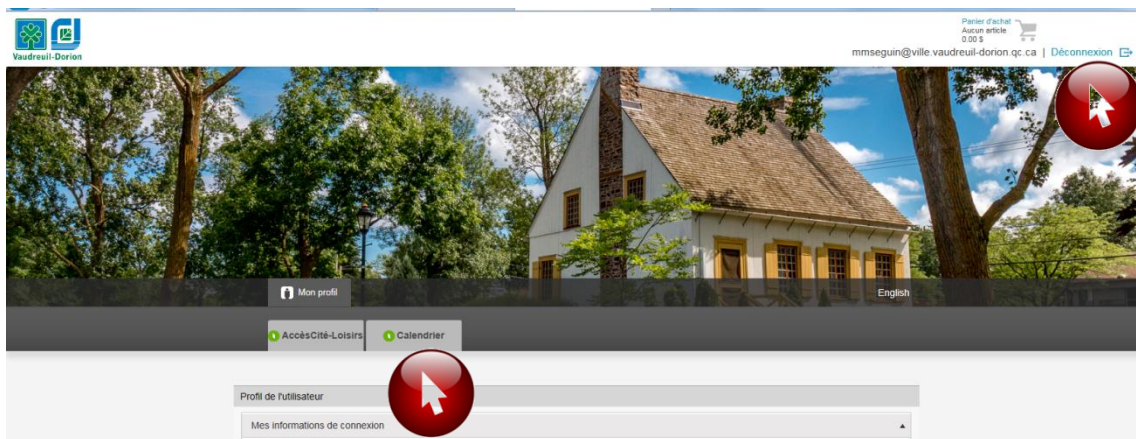 Vaudreuil-Dorion
Panier d'achat
Aucun article
0.00 $
mmseguin@ville.vaudreuil-dorion.qc.ca | Déconnexion
Mon profil
English
AccèsCité-Loisirs
Calendrier
Profil de l'utilisateur
Mes informations de connexion